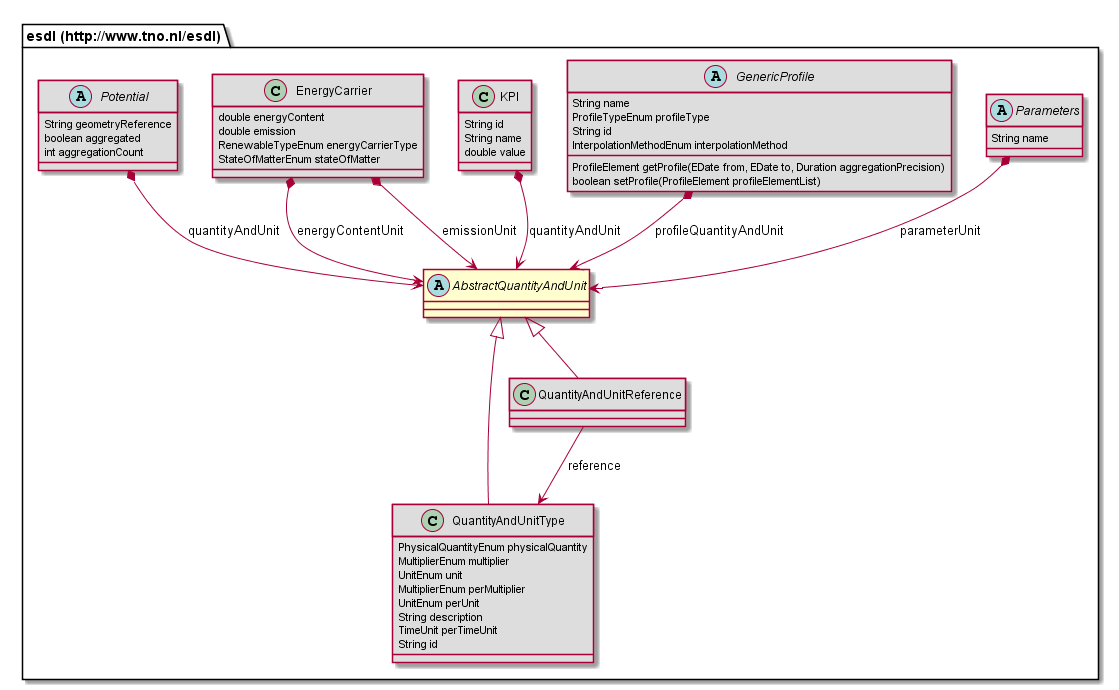 esdl (http://www.tno.nl/esdl)
A Potential
String geometryReference
boolean aggregated
int aggregationCount
C EnergyCarrier
double energyContent
double emission
RenewableTypeEnum energyCarrierType
StateOfMatterEnum stateOfMatter
C KPI
String id
String name
double value
A GenericProfile
String name
ProfileTypeEnum profileType
String id
InterpolationMethodEnum interpolationMethod
ProfileElement getProfile(EDate from, EDate to, Duration aggregationPrecision)
boolean setProfile(ProfileElement profileElementList)
A Parameters
String name
quantityAndUnit
energyContentUnit
emissionUnit
quantityAndUnit
profileQuantityAndUnit
parameterUnit
A AbstractQuantityAndUnit
C QuantityAndUnitReference
reference
C QuantityAndUnitType
PhysicalQuantityEnum physicalQuantity
MultiplierEnum multiplier
UnitEnum unit
MultiplierEnum perMultiplier
UnitEnum perUnit
String description
TimeUnit perTimeUnit
String id